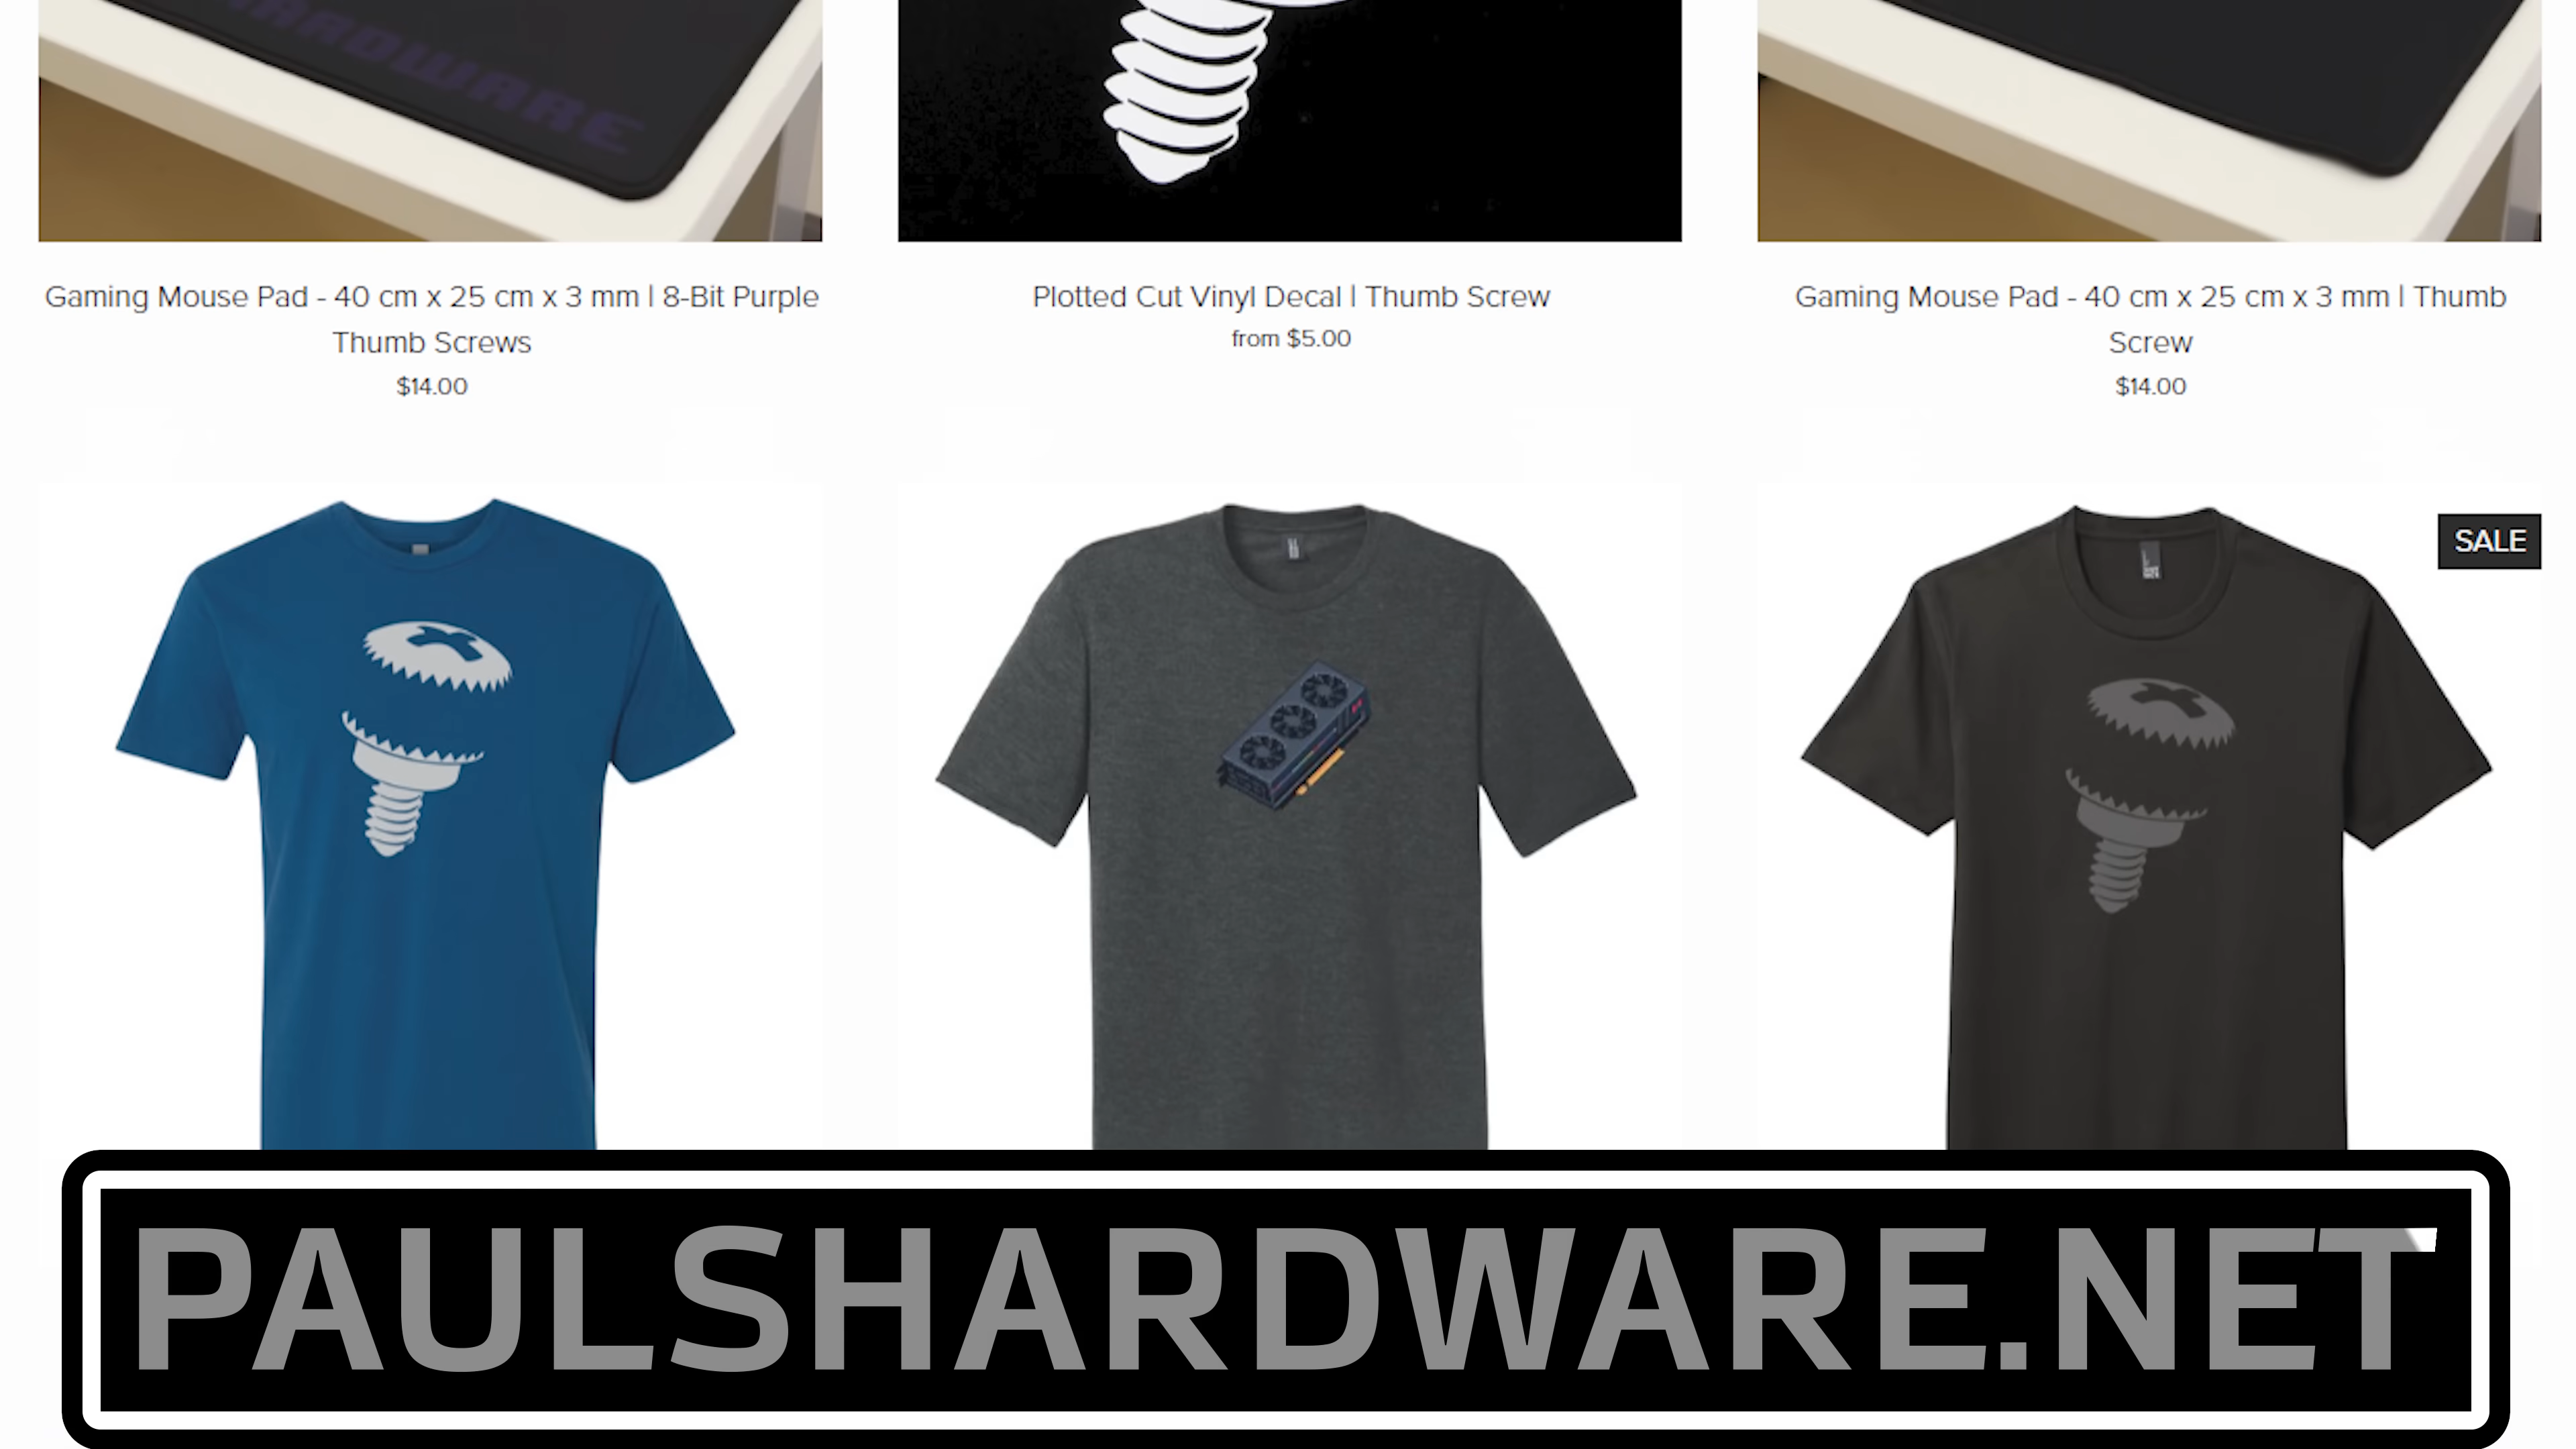 HARDWARE
Gaming Mouse Pad - 40 cm x 25 cm x 3 mm | 8-Bit Purple
Thumb Screws
$14.00
Plotted Cut Vinyl Decal | Thumb Screw
from $5.00
Gaming Mouse Pad - 40 cm x 25 cm x 3 mm | Thumb
Screw
$14.00
SALE
PAULSHARDWARE.NET